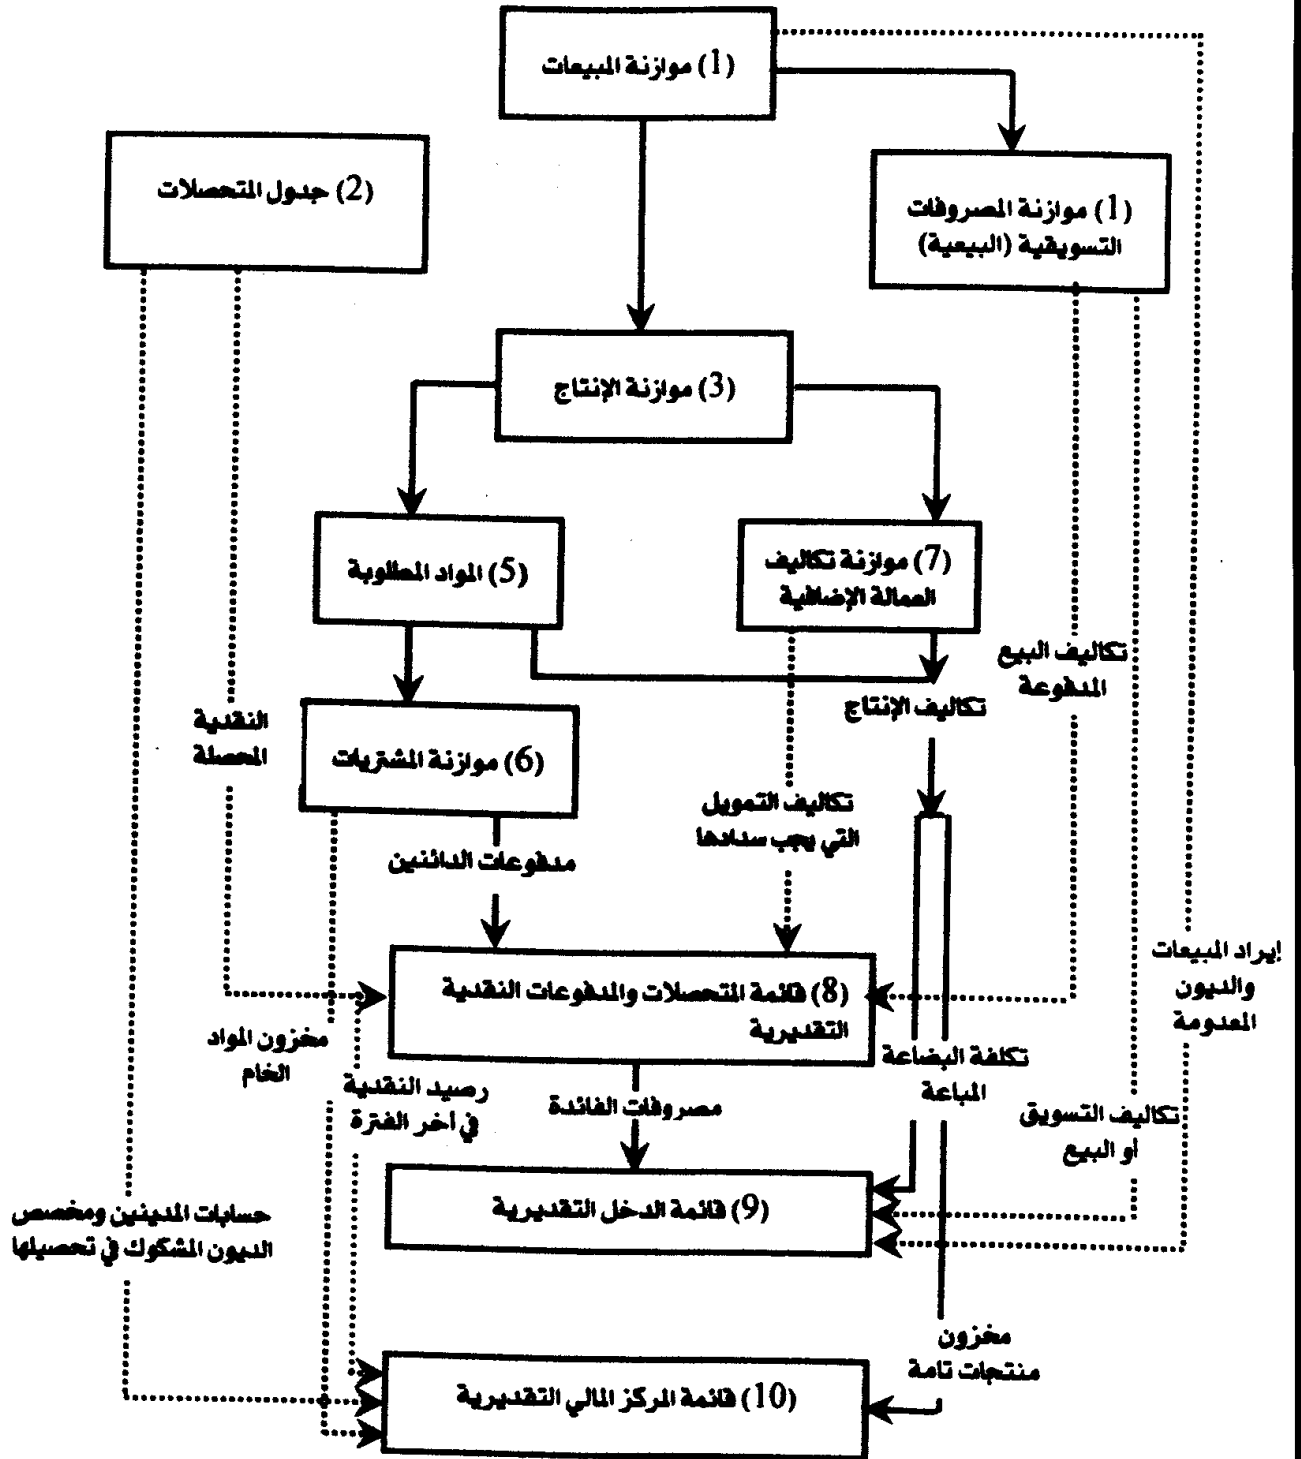 (1) موازنة المبيعات
(2) جدول المتحصلات
(1) موازنة المصروفات
التسويقية (البيعية)
(3) موازنة الإنتاج
(5) المواد المطلوبة
(7) موازنة تكاليف
العمالة الإضافية
تكاليف البيع
المدفوعة
تكاليف الإنتاج
النقدية
المحصلة
(6) موازنة المشتريات
تكاليف التمويل
التي يجب سدادها
مدفوعات الدائنين
إيراد المبيعات
والديون
المعدومة
(8) قائمة المتحصلات والمدفوعات النقدية
التقديرية
مخزون المواد
الخام
رصيد النقدية
في أخر الفترة
مصروفات الفائدة
تكلفة البضاعة
المباعة
تكاليف التسويق
أو البيع
(9) قائمة الدخل التقديرية
حسابات المدينين ومخصص
الديون المشكوك في تحصيلها
مخزون
منتجات تامة
(10) قائمة المركز المالي التقديرية